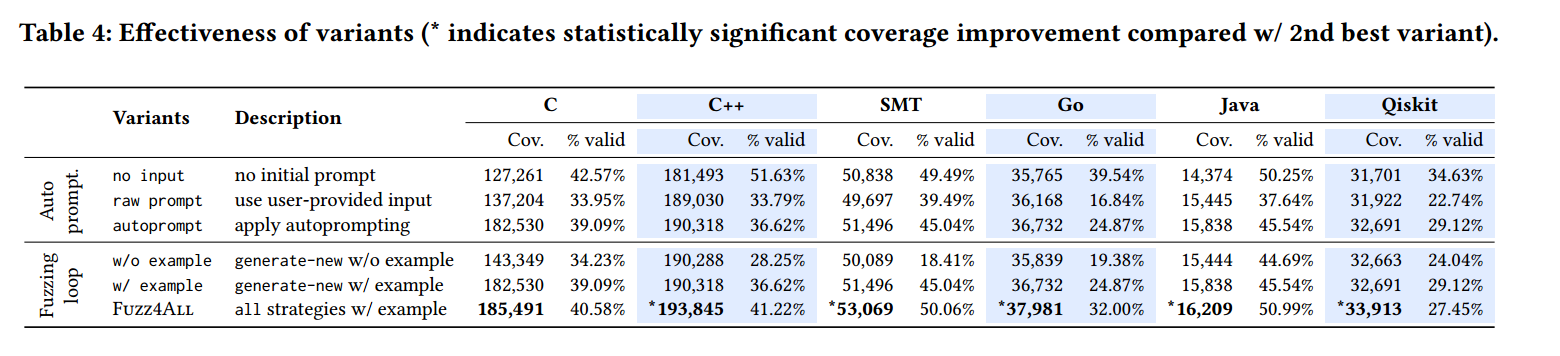 Table 4: Effectiveness of variants (* indicates statistically significant coverage improvement compared w/ 2nd best variant).
Variants Description C C++ SMT Go Java Qiskit
Cov. % valid Cov. % valid Cov. % valid Cov. % valid Cov. % valid Cov. % valid
Auto prompt.
no input no initial prompt 127,261 42.57% 181,493 51.63% 50,838 49.49% 35,765 39.54% 14,374 50.25% 31,701 34.63%
raw prompt use user-provided input 137,204 33.95% 189,030 33.79% 49,697 39.49% 36,168 16.84% 15,445 37.64% 31,922 22.74%
autoprompt apply autoprompting 182,530 39.09% 190,318 36.62% 51,496 45.04% 36,732 24.87% 15,838 45.54% 32,691 29.12%
Fuzzing loop
w/o example generate-new w/o example 143,349 34.23% 190,288 28.25% 50,089 18.41% 35,839 19.38% 15,444 44.69% 32,663 24.04%
w/ example generate-new w/ example 182,530 39.09% 190,318 36.62% 51,496 45.04% 36,732 24.87% 15,838 45.54% 32,691 29.12%
Fuzz4All all strategies w/ example 185,491 40.58% *193,845 41.22% *53,069 50.06% *37,981 32.00% *16,209 50.99% *33,913 27.45%